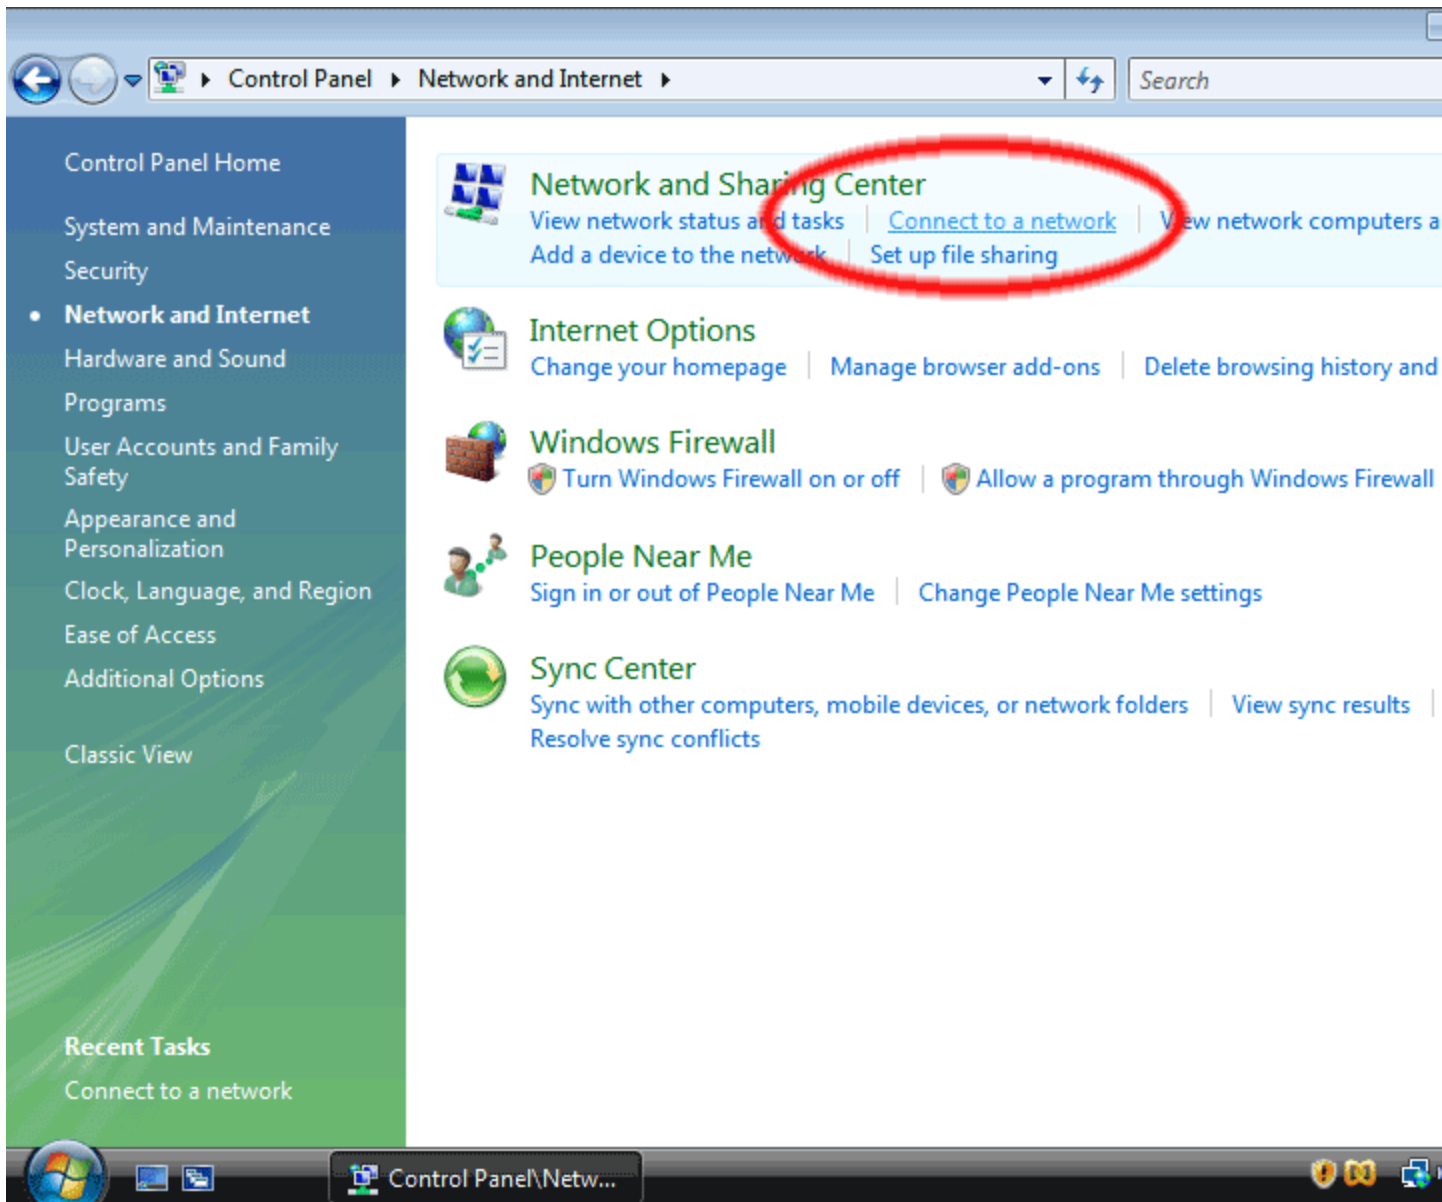 Control Panel Network and Internet Search
Control Panel Home
System and Maintenance
Security
Network and Internet
Hardware and Sound
Programs
User Accounts and Family
Safety
Appearance and
Personalization
Clock, Language, and Region
Ease of Access
Additional Options
Classic View
Recent Tasks
Connect to a network
Network and Sharing Center
View network status and tasks Connect to a network View network computers a
Add a device to the network Set up file sharing
Internet Options
Change your homepage Manage browser add-ons Delete browsing history and
Windows Firewall
Turn Windows Firewall on or off Allow a program through Windows Firewall
People Near Me
Sign in or out of People Near Me Change People Near Me settings
Sync Center
Sync with other computers, mobile devices, or network folders View sync results
Resolve sync conflicts
Control Panel\Netw...